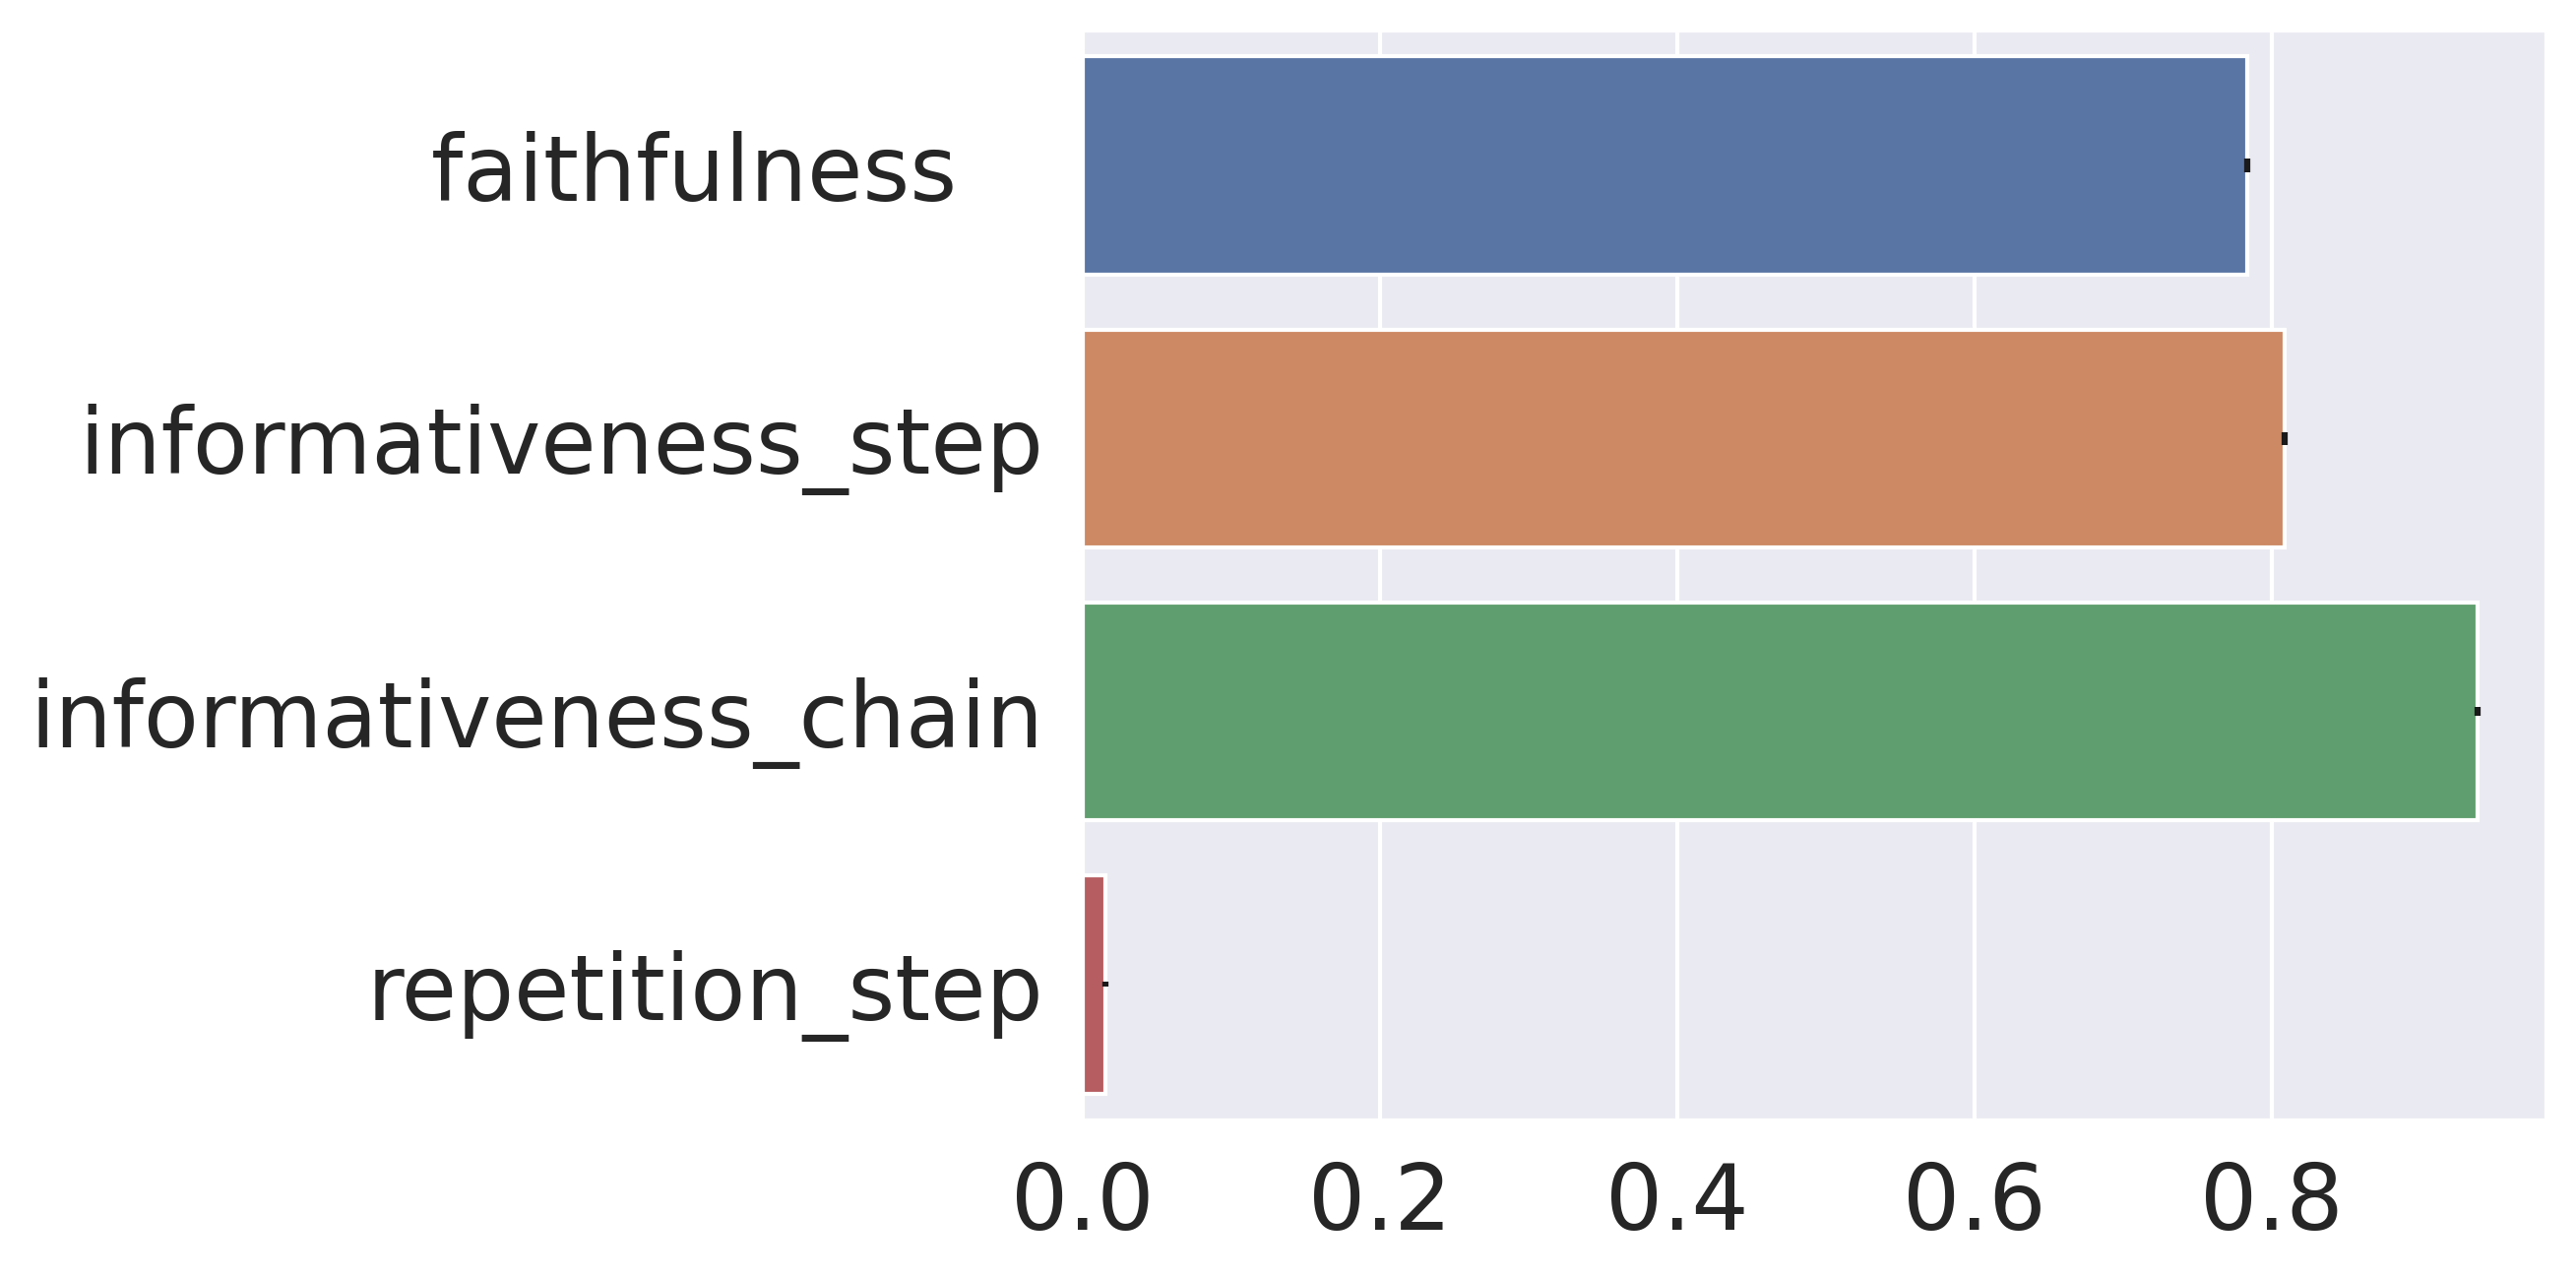 faithfulness
informativeness_step
informativeness_chain
repetition_step
0.0 0.2 0.4 0.6 0.8